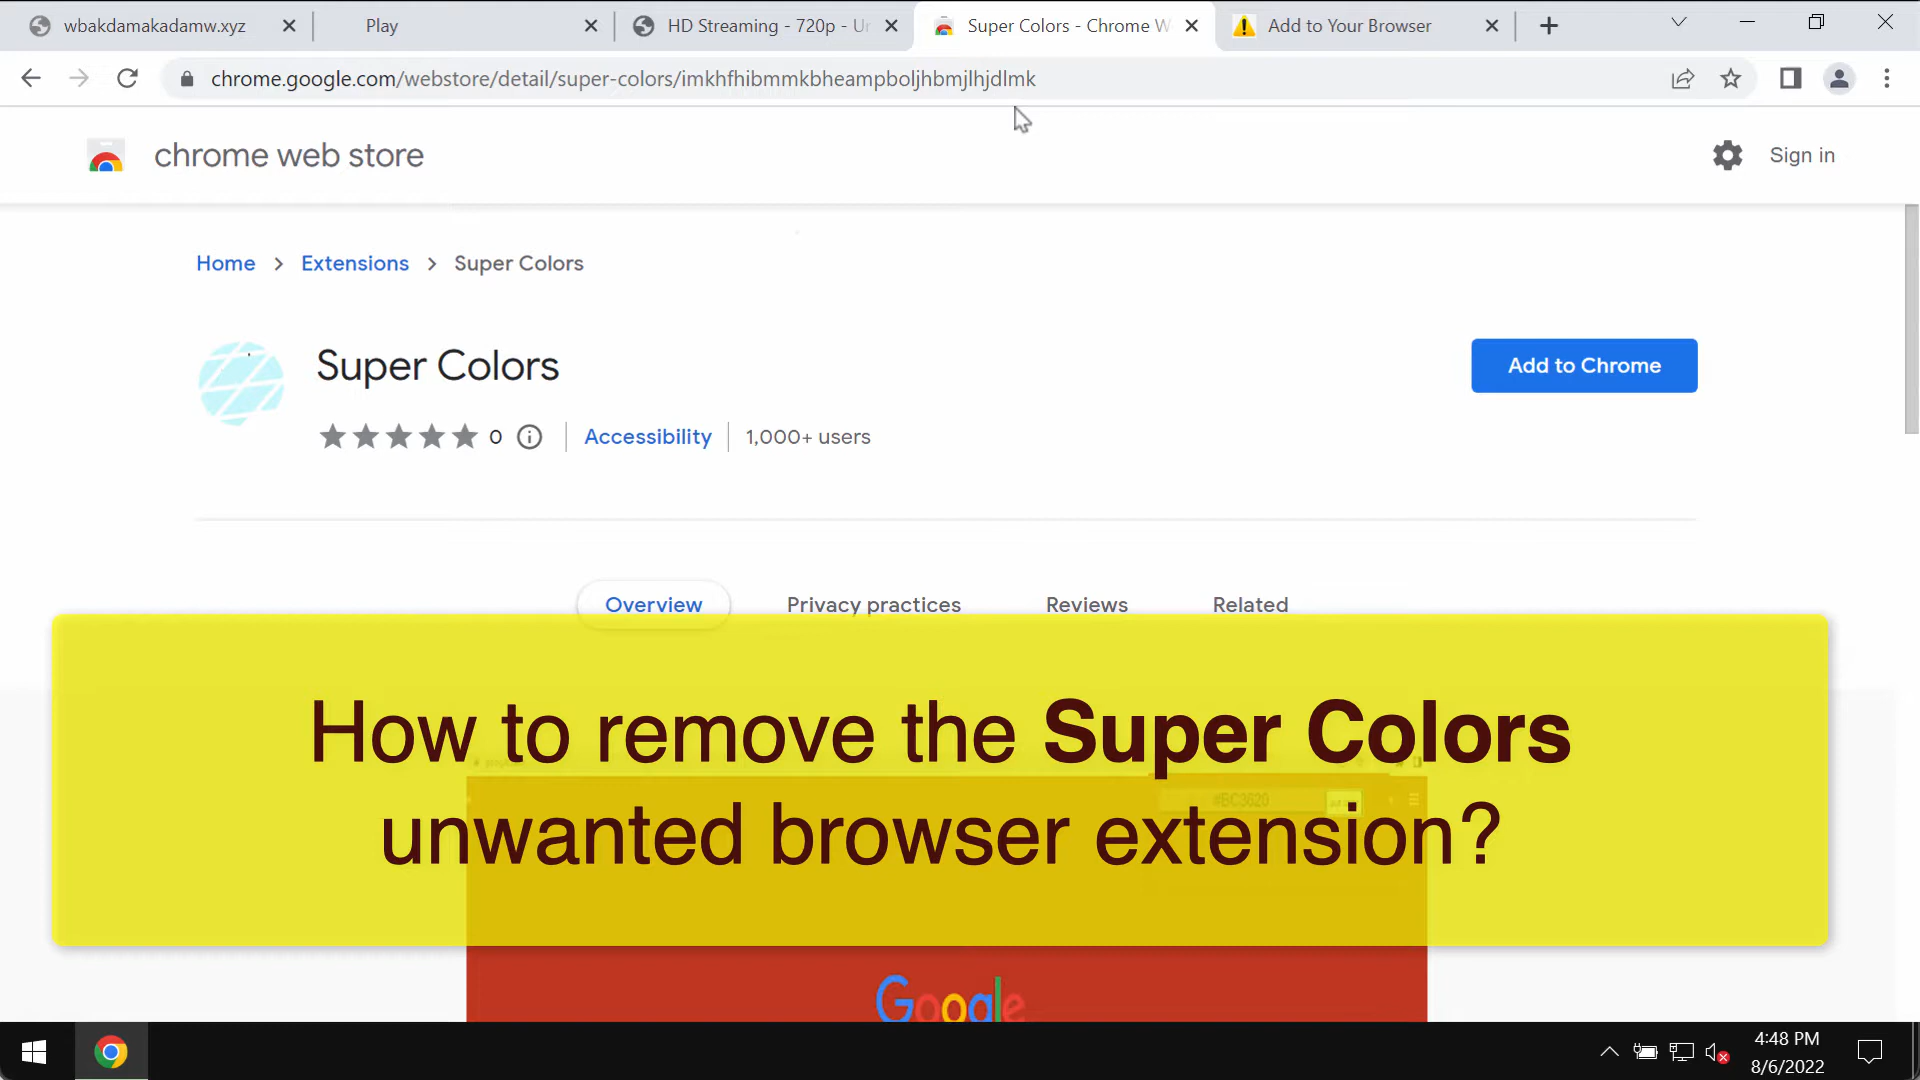 wbakdamakadamw.xyz
Play
HD Streaming - 720p - Ur
Super Colors - Chrome W
Add to Your Browser
chrome.google.com/webstore/detail/super-colors/imkhfhibmmkbheampboljhbmjlhjdlmk
chrome web store
Sign in
Home
Extensions
Super Colors
Super Colors
Add to Chrome
0
Accessibility
1,000+ users
Overview
Privacy practices
Reviews
Related
How to remove the Super Colors
unwanted browser extension?
#BC3620
Google
4:48 PM
8/6/2022